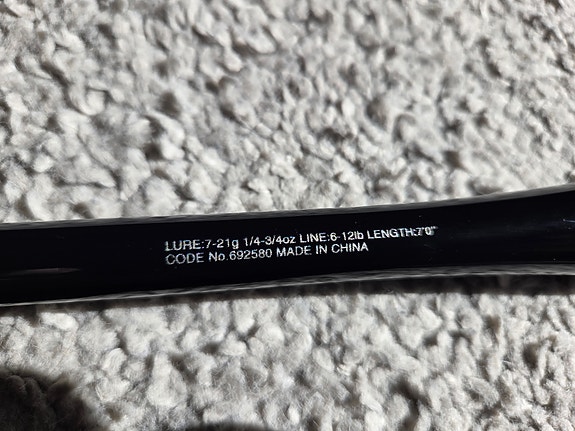 LURE:7-21g 1/4-3/4oz LINE:6-12lb LENGTH:7'0"
CODE No.692580 MADE IN CHINA